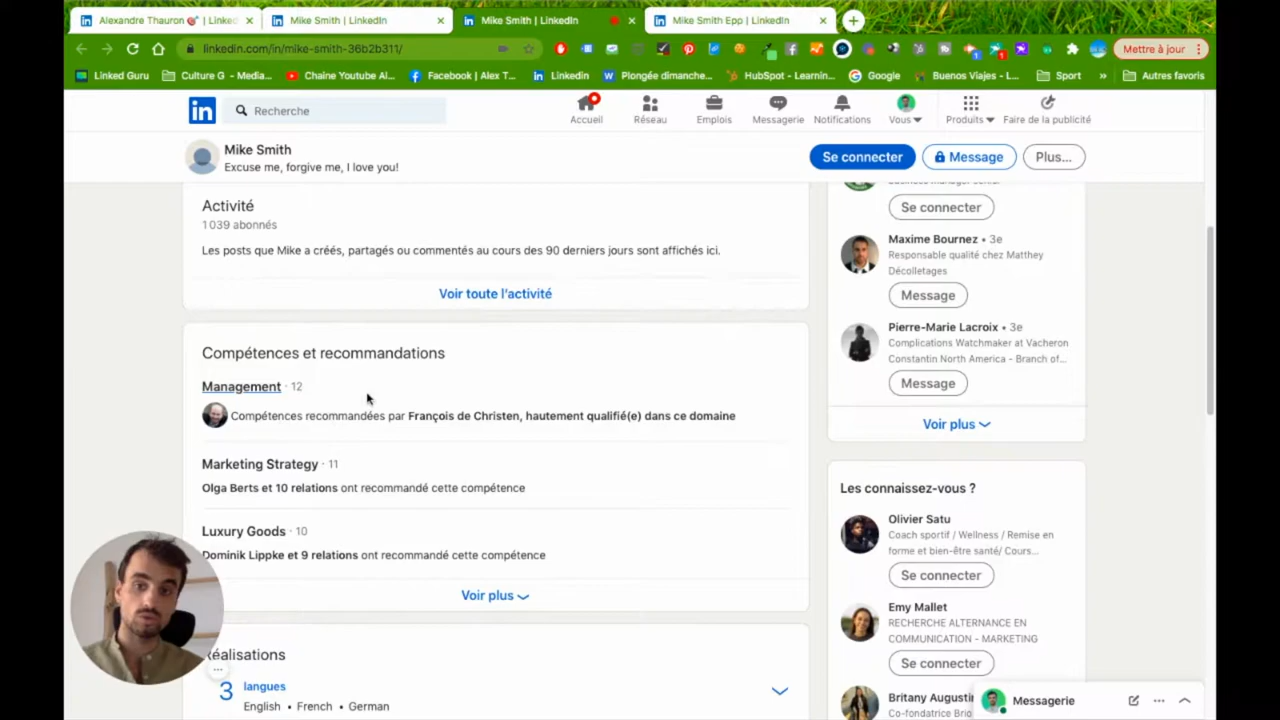 Alexandre Thauron 🎯 | Linked
Mike Smith | LinkedIn
Mike Smith | LinkedIn
Mike Smith Epp | LinkedIn
linkedin.com/in/mike-smith-36b2b311/
Mettre à jour
Linked Guru
Culture G - Media...
Chaine Youtube Al...
Facebook | Alex T...
Linkedin
Plongée dimanche...
HubSpot - Learnin...
Google
Buenos Viajes - L...
Sport
»
Autres favoris
in
Recherche
Accueil
Réseau
Emplois
Messagerie
Notifications
Vous
Produits
Faire de la publicité
Mike Smith
Excuse me, forgive me, I love you!
Se connecter
Message
Plus...
Activité
1 039 abonnés
Les posts que Mike a créés, partagés ou commentés au cours des 90 derniers jours sont affichés ici.
Voir toute l'activité
Compétences et recommandations
Management · 12
Compétences recommandées par François de Christen, hautement qualifié(e) dans ce domaine
Marketing Strategy · 11
Olga Berts et 10 relations ont recommandé cette compétence
Luxury Goods · 10
Dominik Lippke et 9 relations ont recommandé cette compétence
Voir plus
Réalisations
3
langues
English • French • German
Se connecter
Maxime Bournez • 3e
Responsable qualité chez Matthey
Décolletages
Message
Pierre-Marie Lacroix • 3e
Complications Watchmaker at Vacheron
Constantin North America - Branch of...
Message
Voir plus
Les connaissez-vous ?
Olivier Satu
Coach sportif / Wellness / Remise en
forme et bien-être santé/ Cours...
Se connecter
Emy Mallet
RECHERCHE ALTERNANCE EN
COMMUNICATION - MARKETING
Se connecter
Britany Augustin
Co-fondatrice Brio
Messagerie